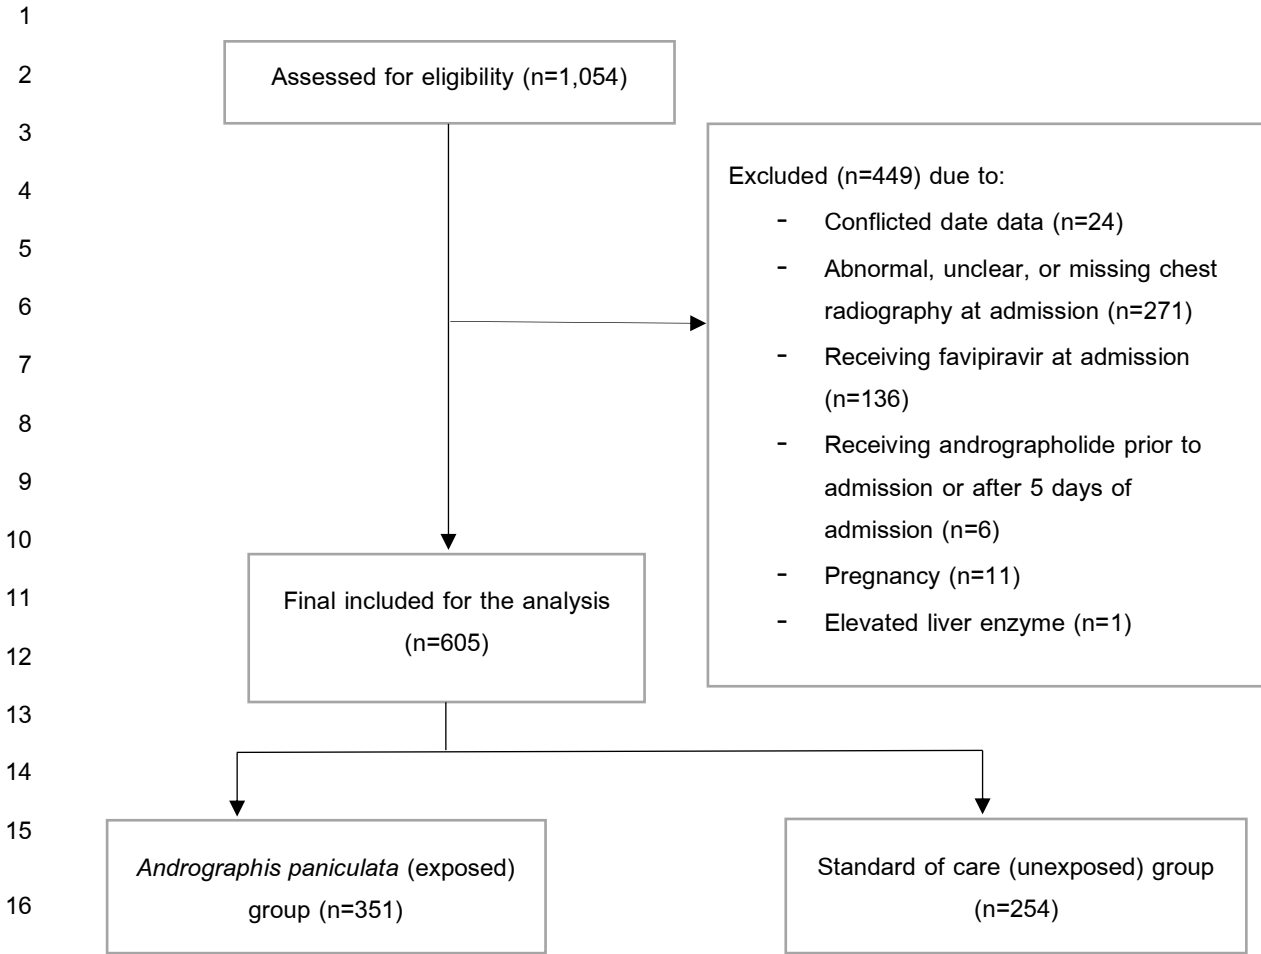 1
2
3
4
5
6
7
8
9
10
11
12
13
14
15
16
Assessed for eligibility (n=1,054)
Excluded (n=449) due to:
- Conflicted date data (n=24)
- Abnormal, unclear, or missing chest
radiography at admission (n=271)
- Receiving favipiravir at admission
(n=136)
- Receiving andrographolide prior to
admission or after 5 days of
admission (n=6)
- Pregnancy (n=11)
- Elevated liver enzyme (n=1)
Final included for the analysis
(n=605)
Andrographis paniculata (exposed)
group (n=351)
Standard of care (unexposed) group
(n=254)